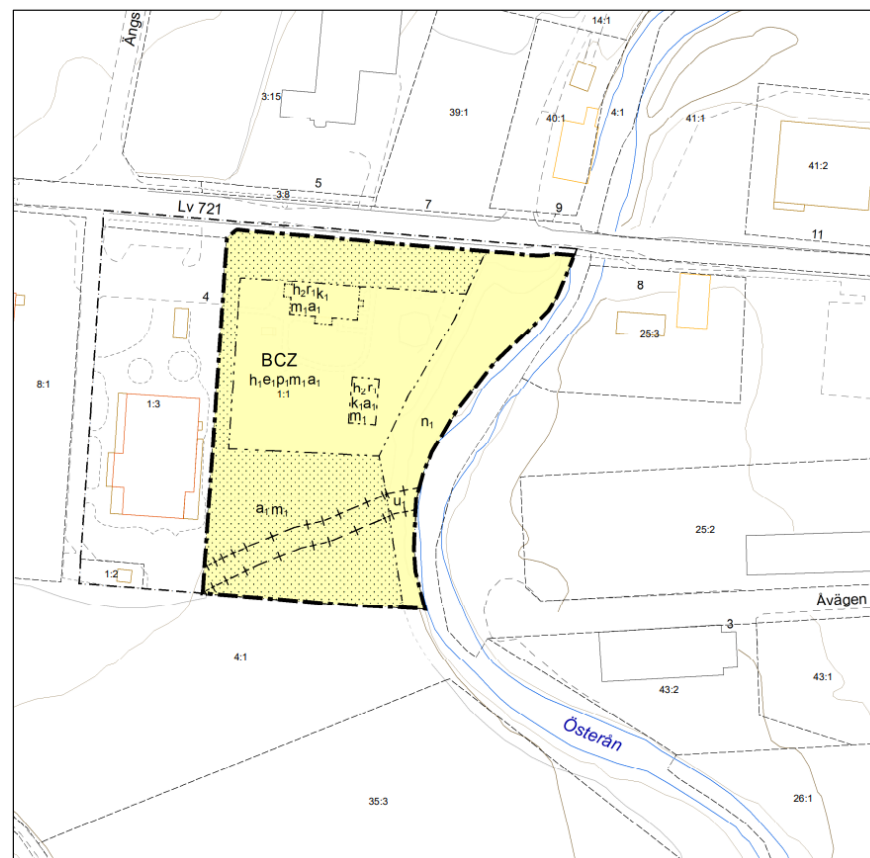 14:1
Ängs
3:15
39:1
40:1
4:1
41:1
41:2
5
3:8
7
9
11
Lv 721
8
4
h₂r₁k₁
m₁a₁
BCZ
h₁e₁p₁m₁a₁
1:1
h₂r₁
k₁a₁
m₁
n₁
25:3
8:1
1:3
a₁m₁
u₁
25:2
1:2
Åvägen
3
4:1
43:2
43:1
Österån
35:3
26:1